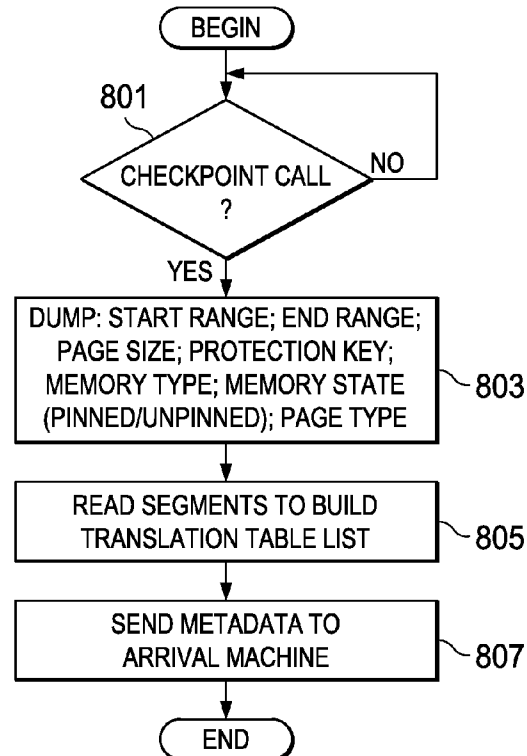 BEGIN
801
CHECKPOINT CALL
?
NO
YES
DUMP: START RANGE; END RANGE;
PAGE SIZE; PROTECTION KEY;
MEMORY TYPE; MEMORY STATE
(PINNED/UNPINNED); PAGE TYPE
803
READ SEGMENTS TO BUILD
TRANSLATION TABLE LIST
805
SEND METADATA TO
ARRIVAL MACHINE
807
END